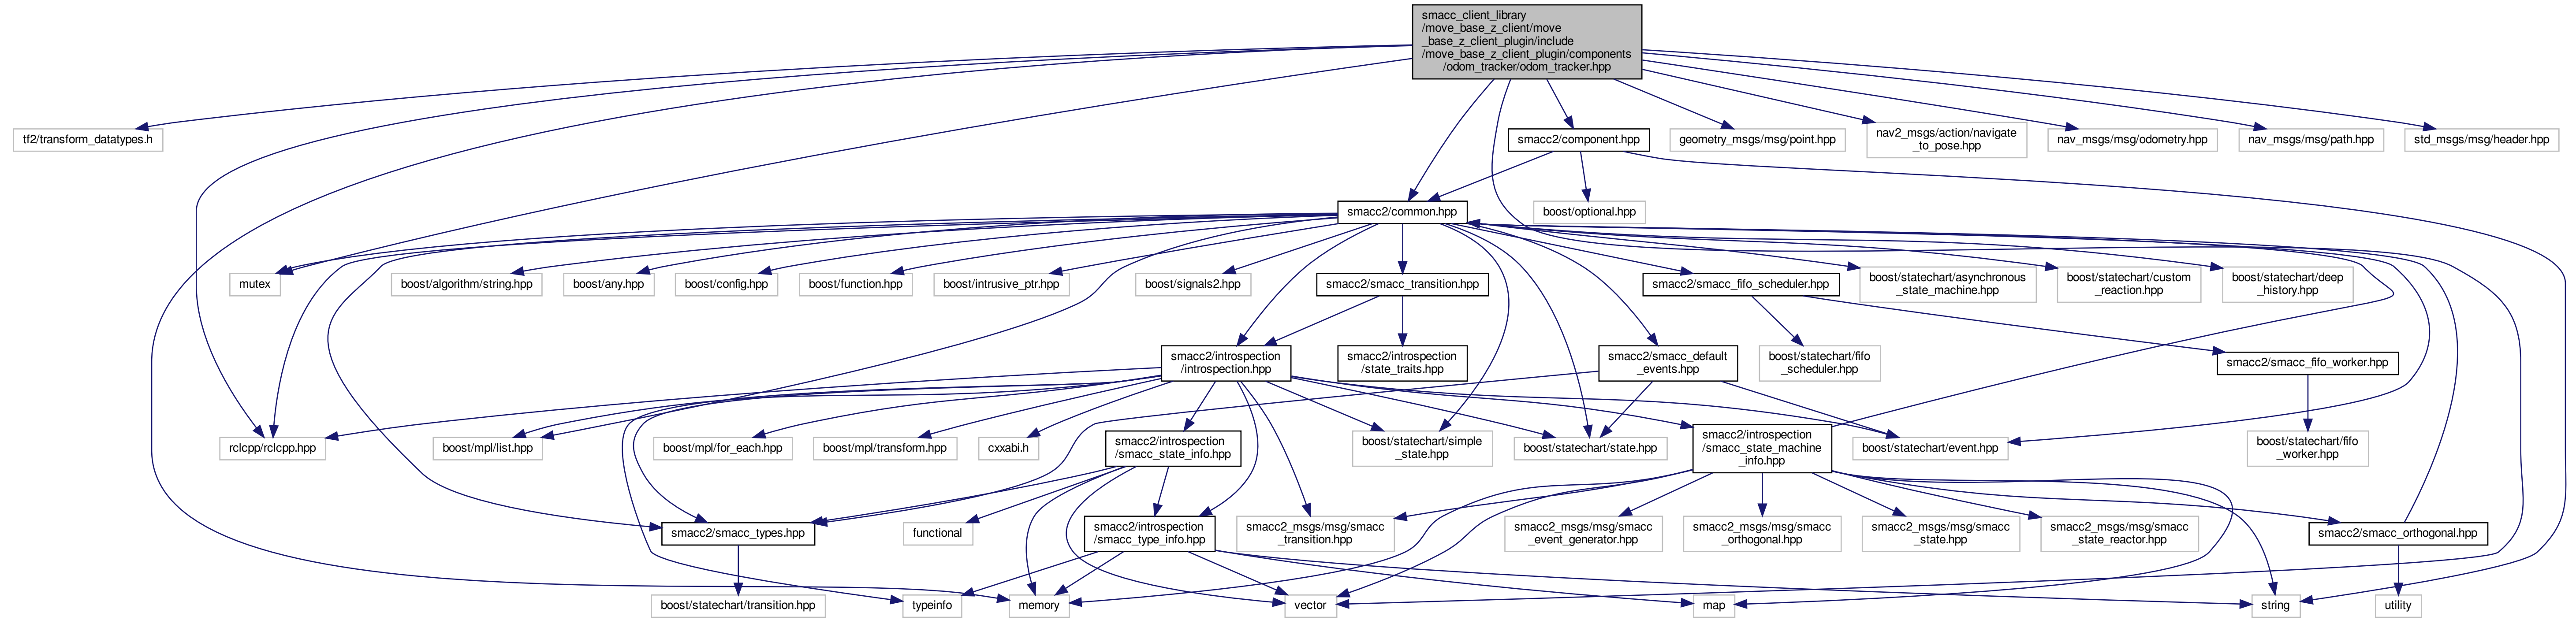 smacc_client_library
/move_base_z_client/move
_base_z_client_plugin/include
/move_base_z_client_plugin/components
/odom_tracker/odom_tracker.hpp
tf2/transform_datatypes.h
smacc2/component.hpp
geometry_msgs/msg/point.hpp
nav2_msgs/action/navigate
_to_pose.hpp
nav_msgs/msg/odometry.hpp
nav_msgs/msg/path.hpp
std_msgs/msg/header.hpp
smacc2/common.hpp
boost/optional.hpp
mutex
boost/algorithm/string.hpp
boost/any.hpp
boost/config.hpp
boost/function.hpp
boost/intrusive_ptr.hpp
boost/signals2.hpp
smacc2/smacc_transition.hpp
smacc2/smacc_fifo_scheduler.hpp
boost/statechart/asynchronous
_state_machine.hpp
boost/statechart/custom
_reaction.hpp
boost/statechart/deep
_history.hpp
smacc2/introspection
/introspection.hpp
smacc2/introspection
/state_traits.hpp
smacc2/smacc_default
_events.hpp
boost/statechart/fifo
_scheduler.hpp
smacc2/smacc_fifo_worker.hpp
rclcpp/rclcpp.hpp
boost/mpl/list.hpp
boost/mpl/for_each.hpp
boost/mpl/transform.hpp
cxxabi.h
smacc2/introspection
/smacc_state_info.hpp
boost/statechart/simple
_state.hpp
boost/statechart/state.hpp
smacc2/introspection
/smacc_state_machine
_info.hpp
boost/statechart/event.hpp
boost/statechart/fifo
_worker.hpp
smacc2/smacc_types.hpp
functional
smacc2/introspection
/smacc_type_info.hpp
smacc2_msgs/msg/smacc
_transition.hpp
smacc2_msgs/msg/smacc
_event_generator.hpp
smacc2_msgs/msg/smacc
_orthogonal.hpp
smacc2_msgs/msg/smacc
_state.hpp
smacc2_msgs/msg/smacc
_state_reactor.hpp
smacc2/smacc_orthogonal.hpp
boost/statechart/transition.hpp
typeinfo
memory
vector
map
string
utility